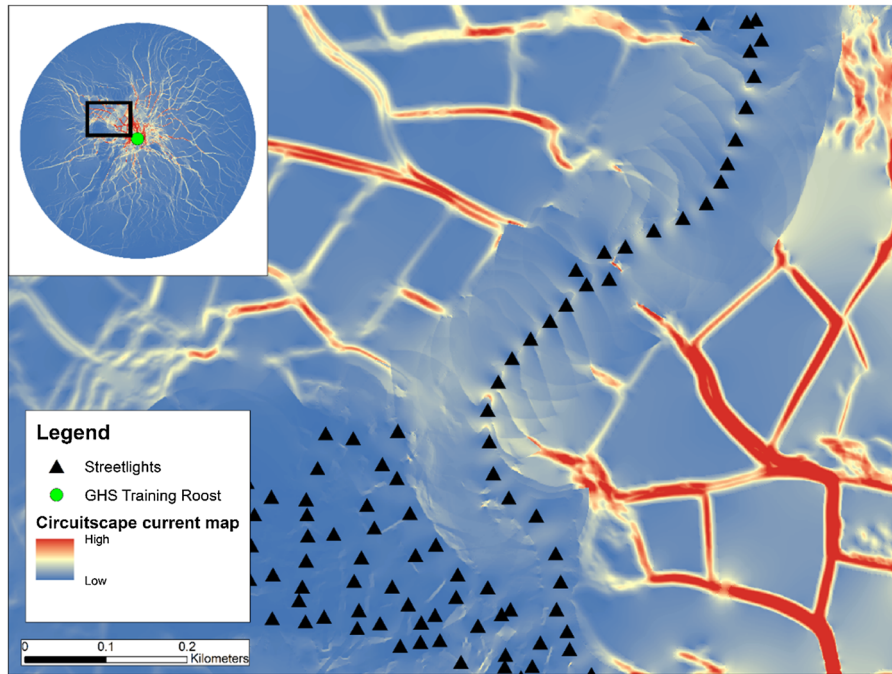 Legend
Streetlights
GHS Training Roost
Circuitscape current map
High
Low
0 0.1 0.2
Kilometers